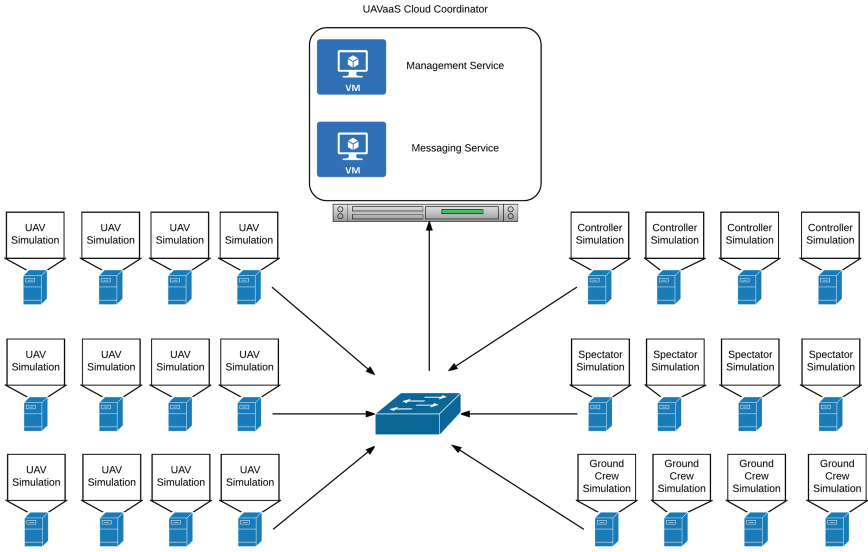 UAVaaS Cloud Coordinator
VM
Management Service
VM
Messaging Service
UAV
Simulation
UAV
Simulation
UAV
Simulation
UAV
Simulation
Controller
Simulation
Controller
Simulation
Controller
Simulation
Controller
Simulation
UAV
Simulation
UAV
Simulation
UAV
Simulation
UAV
Simulation
Spectator
Simulation
Spectator
Simulation
Spectator
Simulation
Spectator
Simulation
UAV
Simulation
UAV
Simulation
UAV
Simulation
UAV
Simulation
Ground
Crew
Simulation
Ground
Crew
Simulation
Ground
Crew
Simulation
Ground
Crew
Simulation